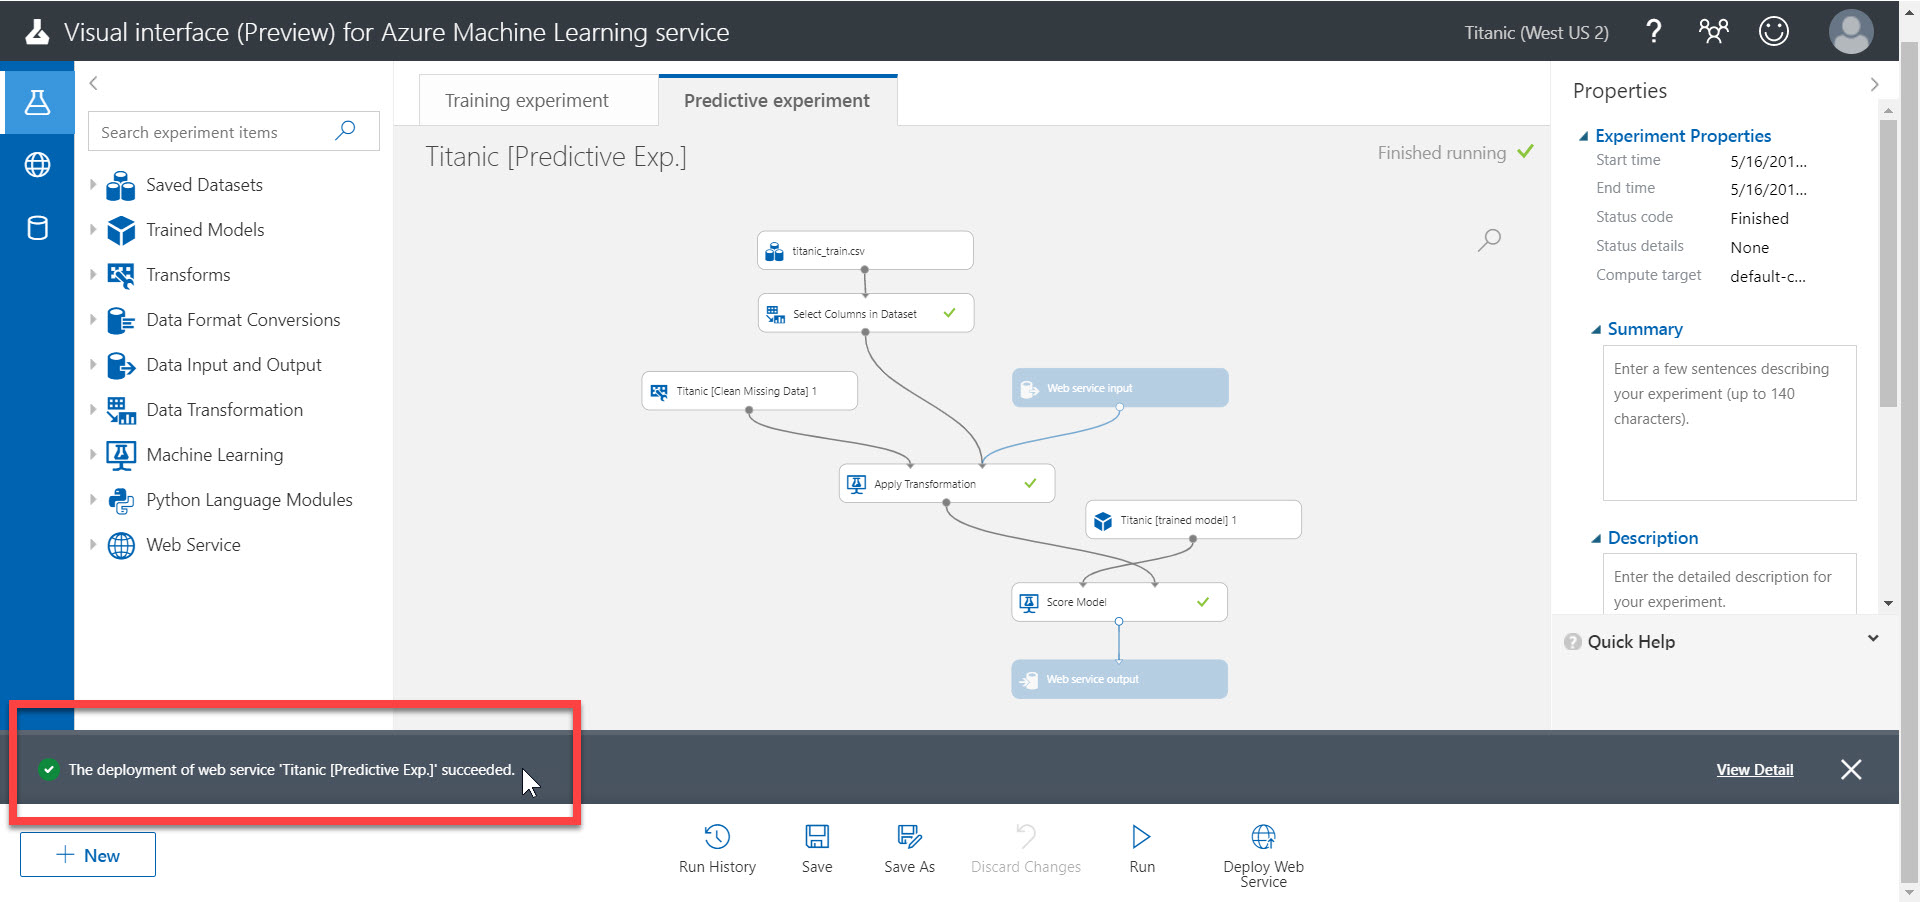 Visual interface (Preview) for Azure Machine Learning service
Titanic (West US 2)
?
Search experiment items
Saved Datasets
Trained Models
Transforms
Data Format Conversions
Data Input and Output
Data Transformation
Machine Learning
Python Language Modules
Web Service
Training experiment
Predictive experiment
Titanic [Predictive Exp.]
Finished running
titanic_train.csv
Select Columns in Dataset
Titanic [Clean Missing Data] 1
Web service input
Apply Transformation
Titanic [trained model] 1
Score Model
Web service output
Properties
Experiment Properties
Start time 5/16/201...
End time 5/16/201...
Status code Finished
Status details None
Compute target default-c...
Summary
Enter a few sentences describing
your experiment (up to 140
characters).
Description
Enter the detailed description for
your experiment.
? Quick Help
The deployment of web service 'Titanic [Predictive Exp.]' succeeded.
View Detail
New
Run History
Save
Save As
Discard Changes
Run
Deploy Web
Service